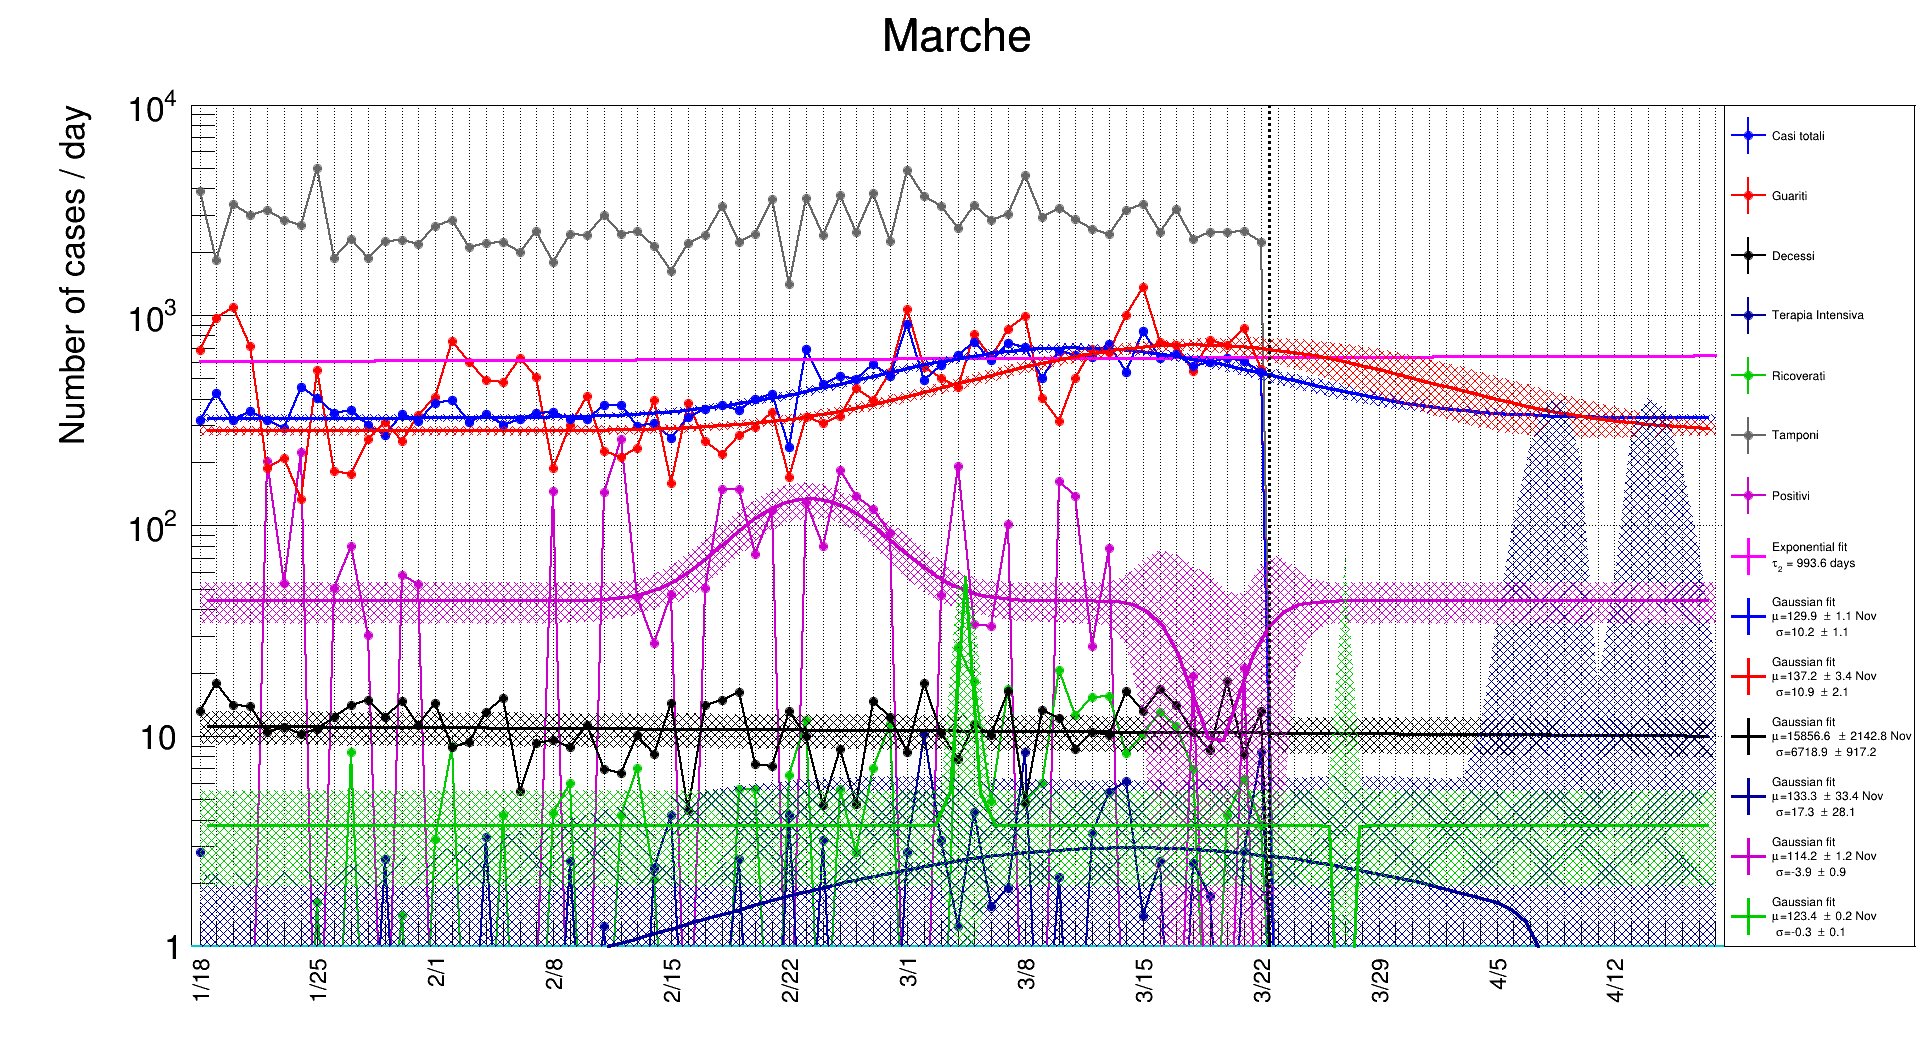 Marche
Number of cases / day
10^4
10^3
10^2
10
1
1/18
1/25
2/1
2/8
2/15
2/22
3/1
3/8
3/15
3/22
3/29
4/5
4/12
Casi totali
Guariti
Decessi
Terapia Intensiva
Ricoverati
Tamponi
Positivi
Exponential fit
τ_2 = 993.6 days
Gaussian fit
μ=129.9 ± 1.1 Nov
σ=10.2 ± 1.1
Gaussian fit
μ=137.2 ± 3.4 Nov
σ=10.9 ± 2.1
Gaussian fit
μ=15856.6 ± 2142.8 Nov
σ=6718.9 ± 917.2
Gaussian fit
μ=133.3 ± 33.4 Nov
σ=17.3 ± 28.1
Gaussian fit
μ=114.2 ± 1.2 Nov
σ=-3.9 ± 0.9
Gaussian fit
μ=123.4 ± 0.2 Nov
σ=-0.3 ± 0.1